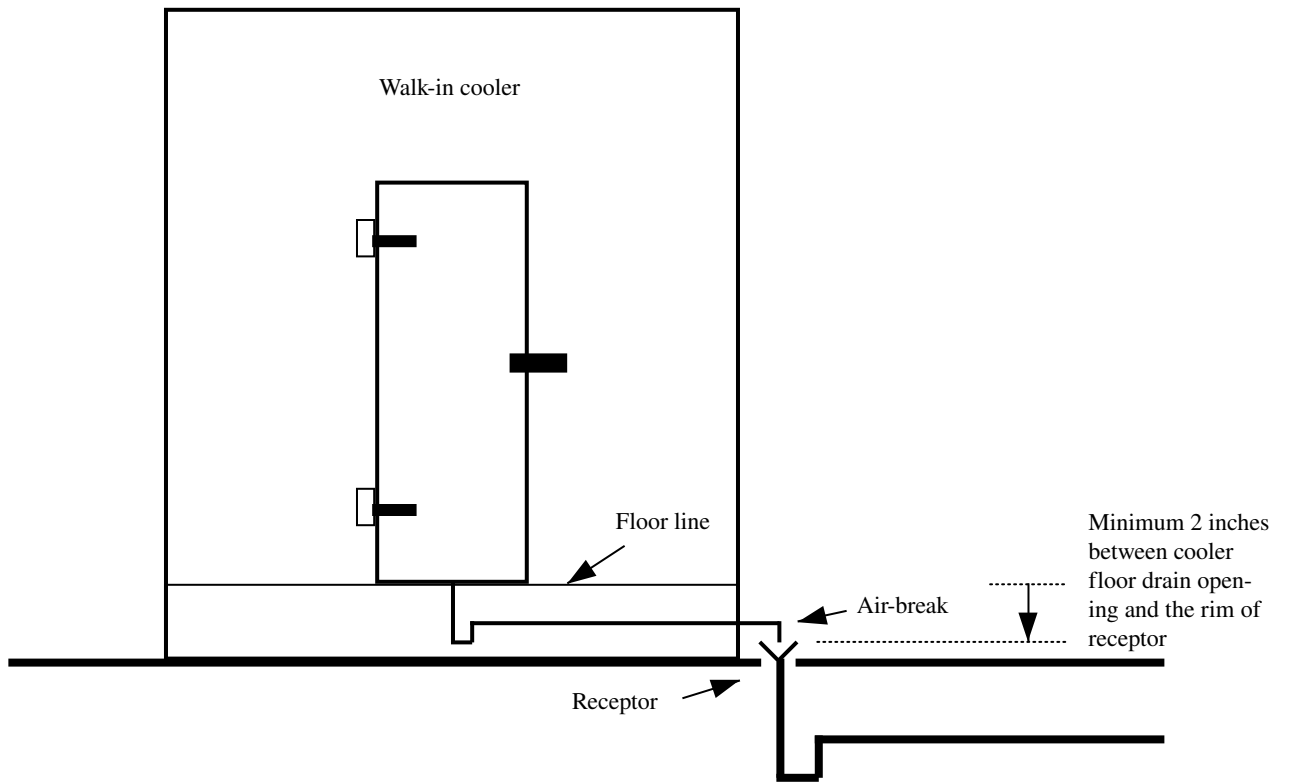 Walk-in cooler
Floor line
Minimum 2 inches
between cooler
floor drain open-
ing and the rim of
receptor
Air-break
Receptor